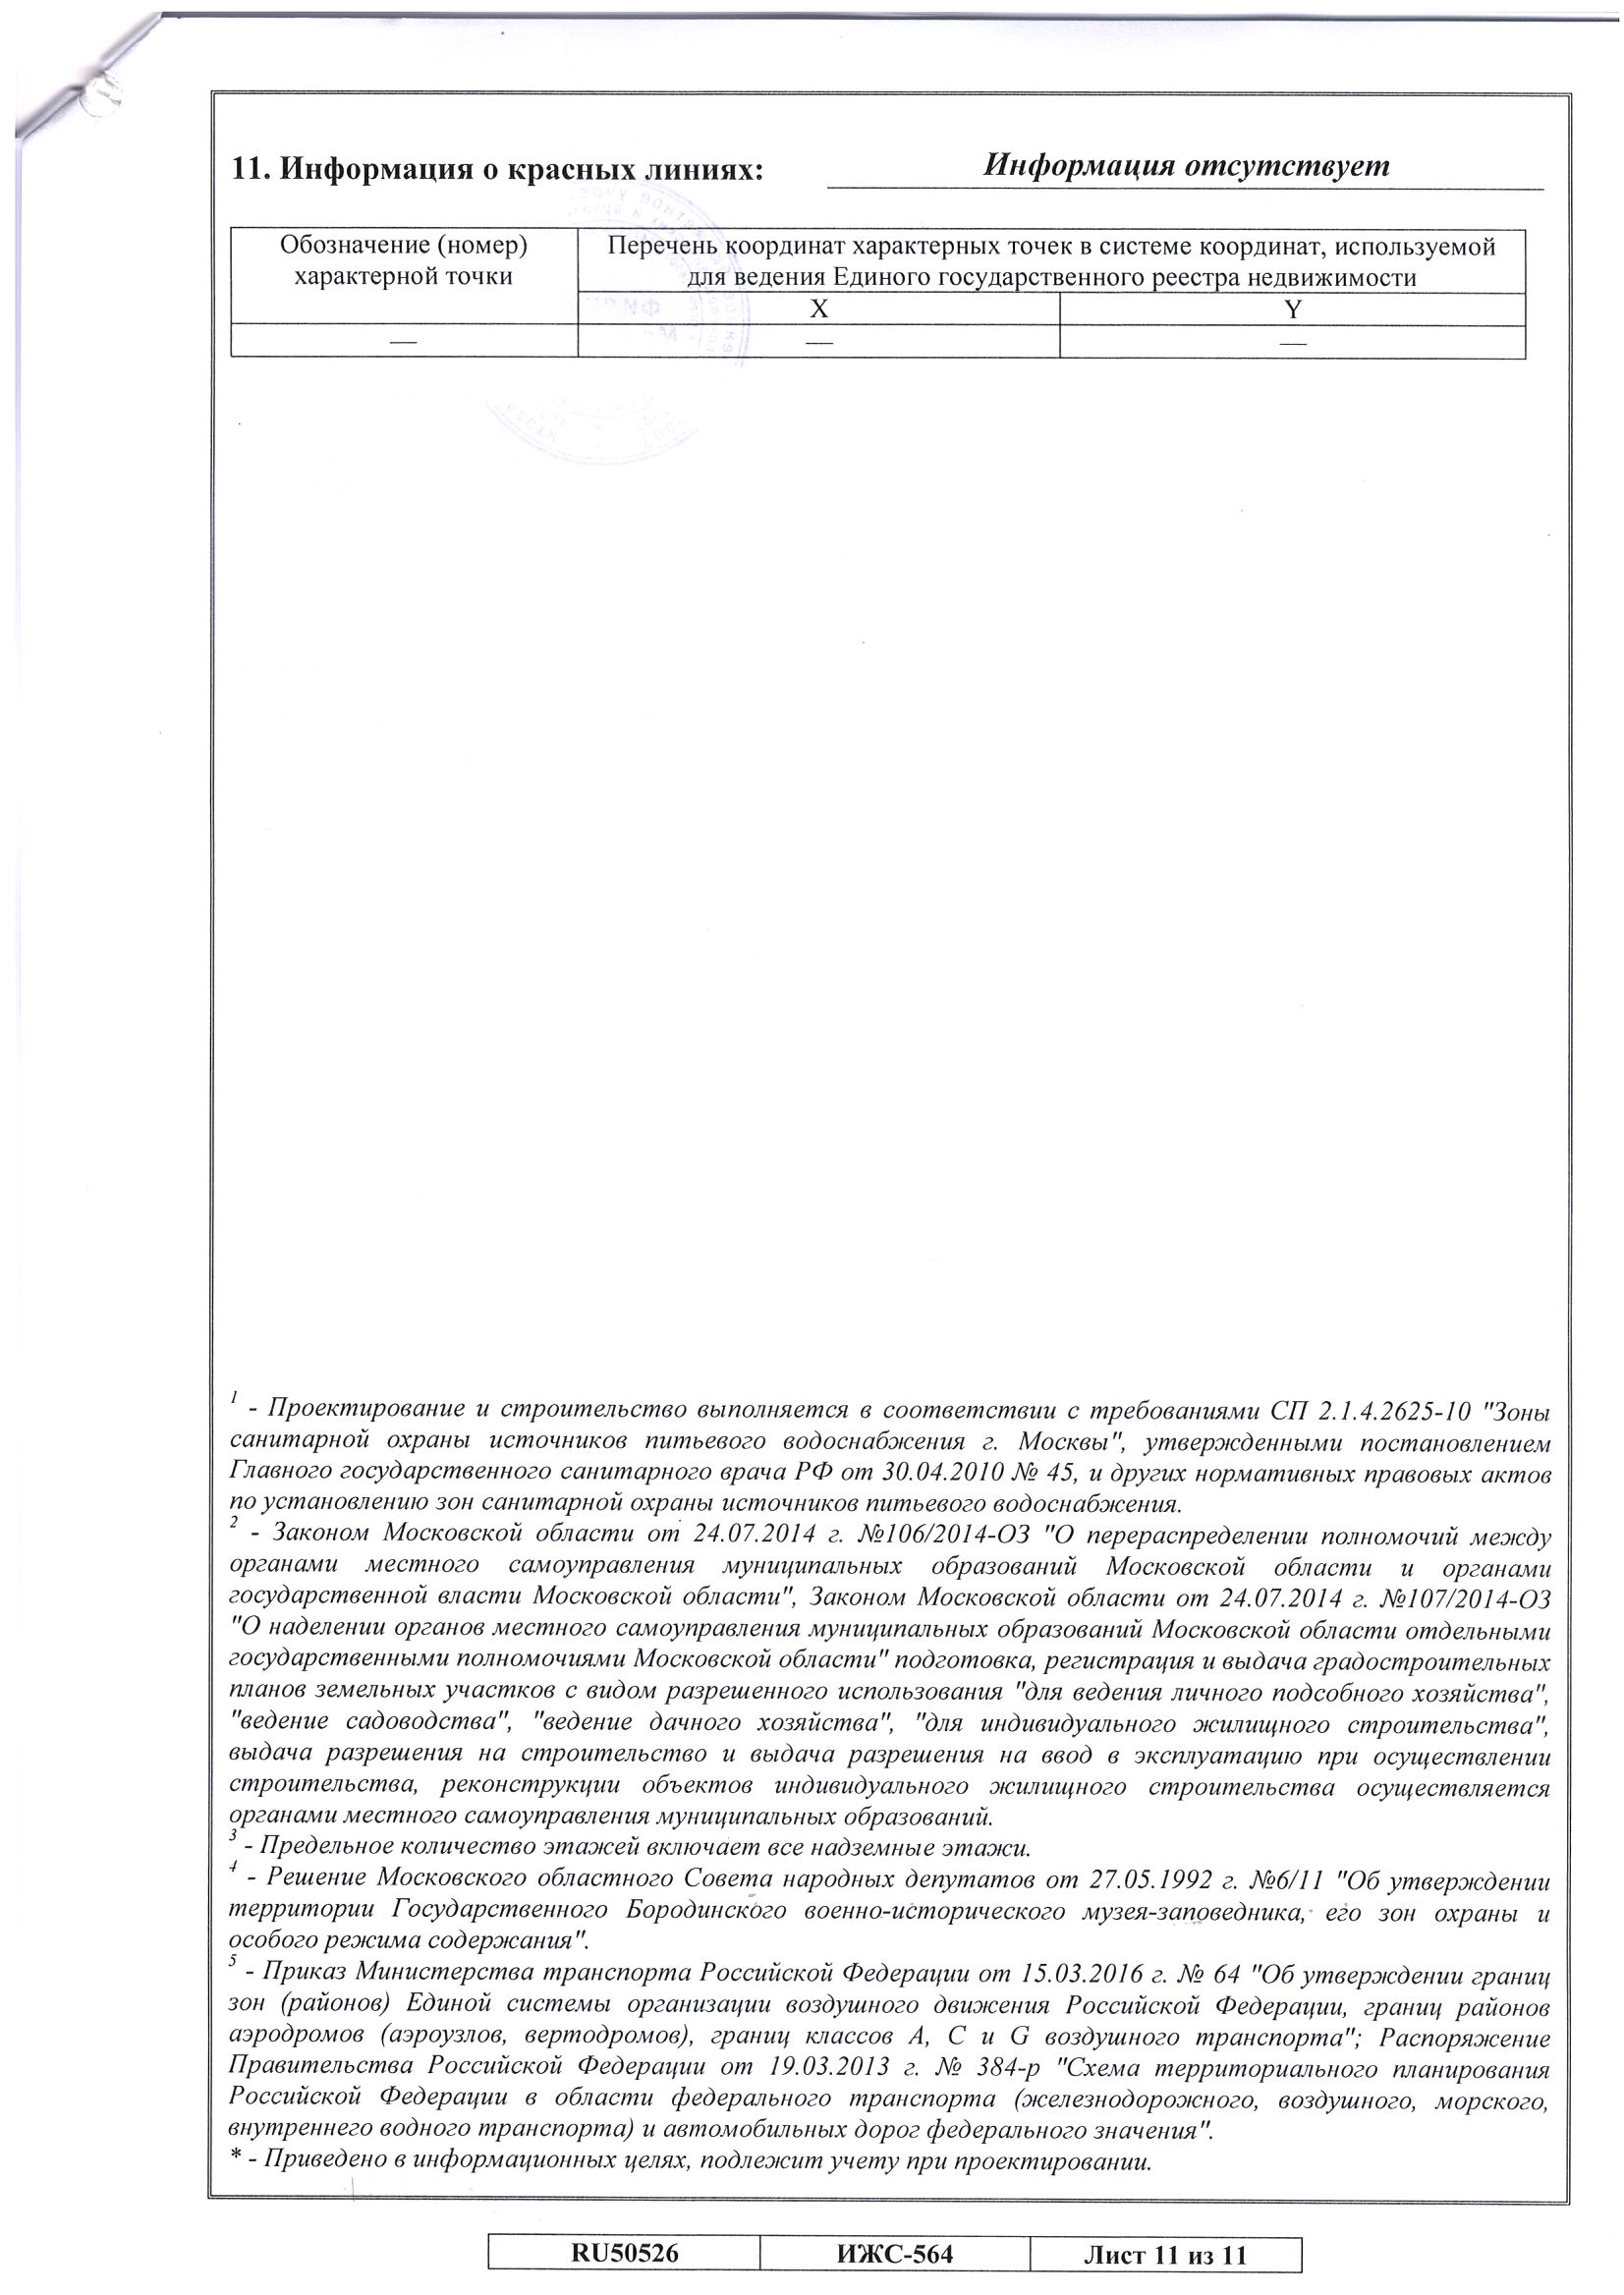 11. Информация о красных линиях:
Информация отсутствует
Обозначение (номер)
характерной точки
Перечень координат характерных точек в системе координат, используемой
для ведения Единого государственного реестра недвижимости
X
Y
—
—
—
1 - Проектирование и строительство выполняется в соответствии с требованиями СП 2.1.4.2625-10 "Зоны
санитарной охраны источников питьевого водоснабжения г. Москвы", утвержденными постановлением
Главного государственного санитарного врача РФ от 30.04.2010 № 45, и других нормативных правовых актов
по установлению зон санитарной охраны источников питьевого водоснабжения.
2 - Законом Московской области от 24.07.2014 г. №106/2014-ОЗ "О перераспределении полномочий между
органами местного самоуправления муниципальных образований Московской области и органами
государственной власти Московской области", Законом Московской области от 24.07.2014 г. №107/2014-ОЗ
"О наделении органов местного самоуправления муниципальных образований Московской области отдельными
государственными полномочиями Московской области" подготовка, регистрация и выдача градостроительных
планов земельных участков с видом разрешенного использования "для ведения личного подсобного хозяйства",
"ведение садоводства", "ведение дачного хозяйства", "для индивидуального жилищного строительства",
выдача разрешения на строительство и выдача разрешения на ввод в эксплуатацию при осуществлении
строительства, реконструкции объектов индивидуального жилищного строительства осуществляется
органами местного самоуправления муниципальных образований.
3 - Предельное количество этажей включает все надземные этажи.
4 - Решение Московского областного Совета народных депутатов от 27.05.1992 г. №6/11 "Об утверждении
территории Государственного Бородинского военно-исторического музея-заповедника, его зон охраны и
особого режима содержания".
5 - Приказ Министерства транспорта Российской Федерации от 15.03.2016 г. № 64 "Об утверждении границ
зон (районов) Единой системы организации воздушного движения Российской Федерации, границ районов
аэродромов (аэроузлов, вертодромов), границ классов А, С и G воздушного транспорта"; Распоряжение
Правительства Российской Федерации от 19.03.2013 г. № 384-р "Схема территориального планирования
Российской Федерации в области федерального транспорта (железнодорожного, воздушного, морского,
внутреннего водного транспорта) и автомобильных дорог федерального значения".
* - Приведено в информационных целях, подлежит учету при проектировании.
RU50526
ИЖС-564
Лист 11 из 11